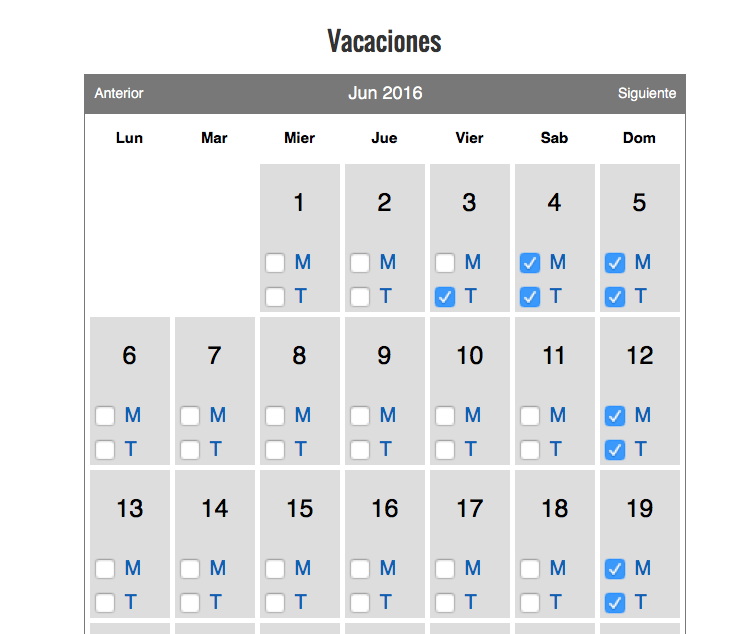 Vacaciones
Anterior Jun 2016 Siguiente
Lun Mar Mier Jue Vier Sab Dom
1 2 3 4 5
M M M M M
T T T T T
6 7 8 9 10 11 12
M M M M M M M
T T T T T T T
13 14 15 16 17 18 19
M M M M M M M
T T T T T T T